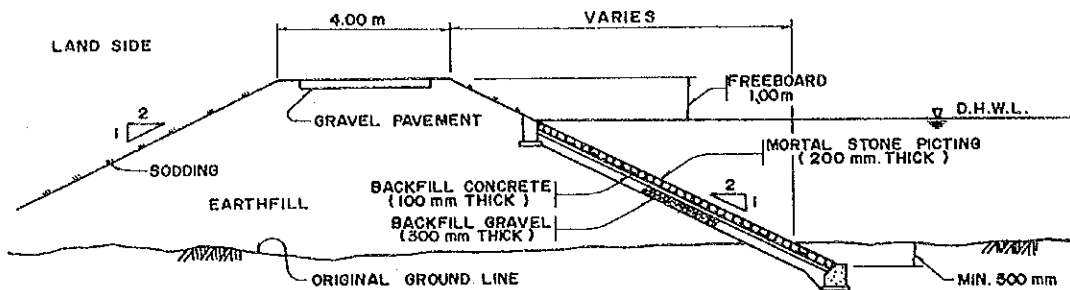 4.00 m
VARIES
LAND SIDE
FREEBOARD
1.00 m
D.H.W.L.
2
1
GRAVEL PAVEMENT
MORTAL STONE PICTING
( 200 mm. THICK )
SODDING
BACKFILL CONCRETE
(100 mm THICK )
2
1
EARTHFILL
BACKFILL GRAVEL
(300 mm THICK)
ORIGINAL GROUND LINE
MIN. 500 mm